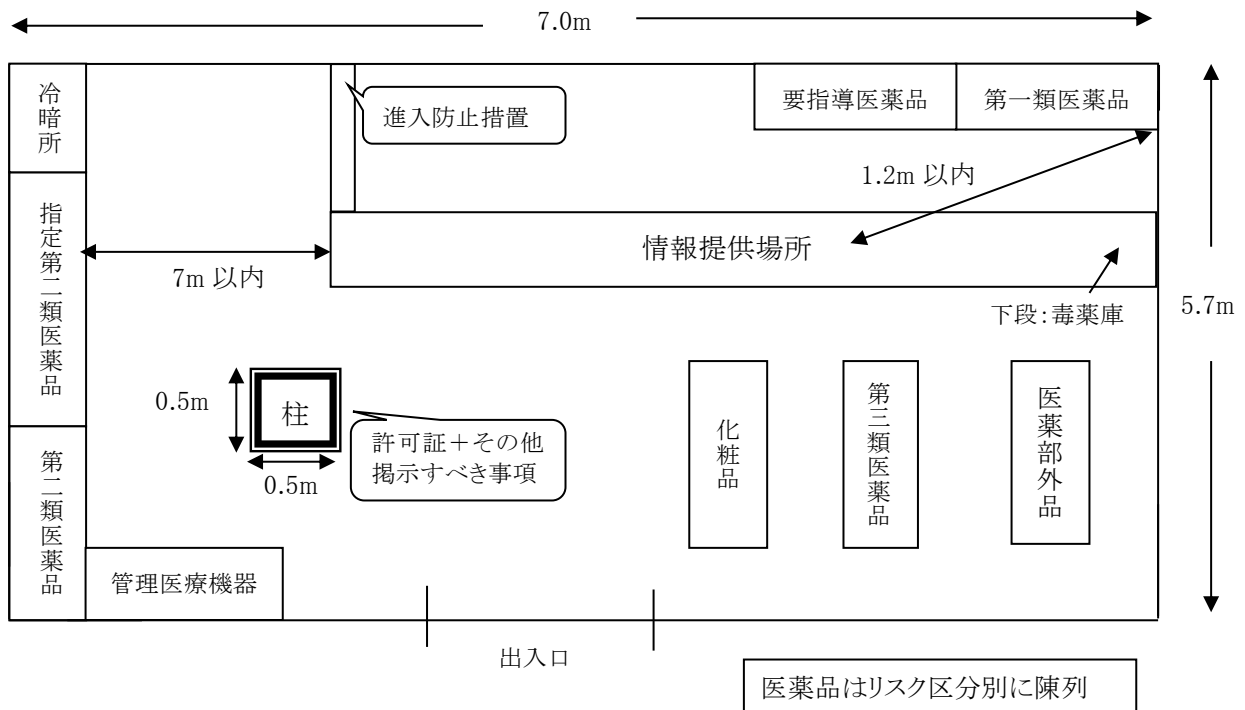 7.0m
冷暗所
進入防止措置
要指導医薬品
第一類医薬品
1.2m 以内
指定第二類医薬品
7m 以内
情報提供場所
下段：毒薬庫
5.7m
0.5m
柱
0.5m
許可証＋その他
掲示すべき事項
化粧品
第三類医薬品
医薬部外品
第二類医薬品
管理医療機器
出入口
医薬品はリスク区分別に陳列